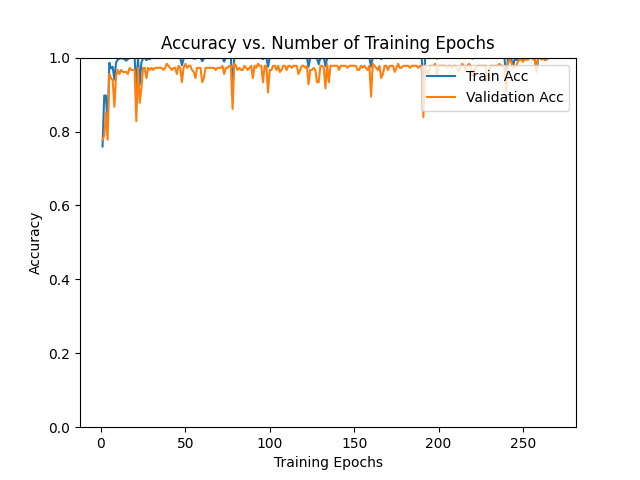 Accuracy vs. Number of Training Epochs
1.0
0.8
0.6
0.4
0.2
0.0
Accuracy
Train Acc
Validation Acc
0 50 100 150 200 250
Training Epochs